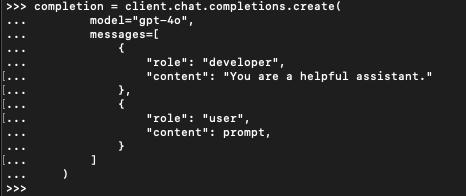 >>> completion = client.chat.completions.create(
...         model="gpt-4o",
...         messages=[
...             {
...                 "role": "developer",
[...                 "content": "You are a helpful assistant."
[...             },
[...             {
...                 "role": "user",
...                 "content": prompt,
...             }
[...         ]
...     )
>>>